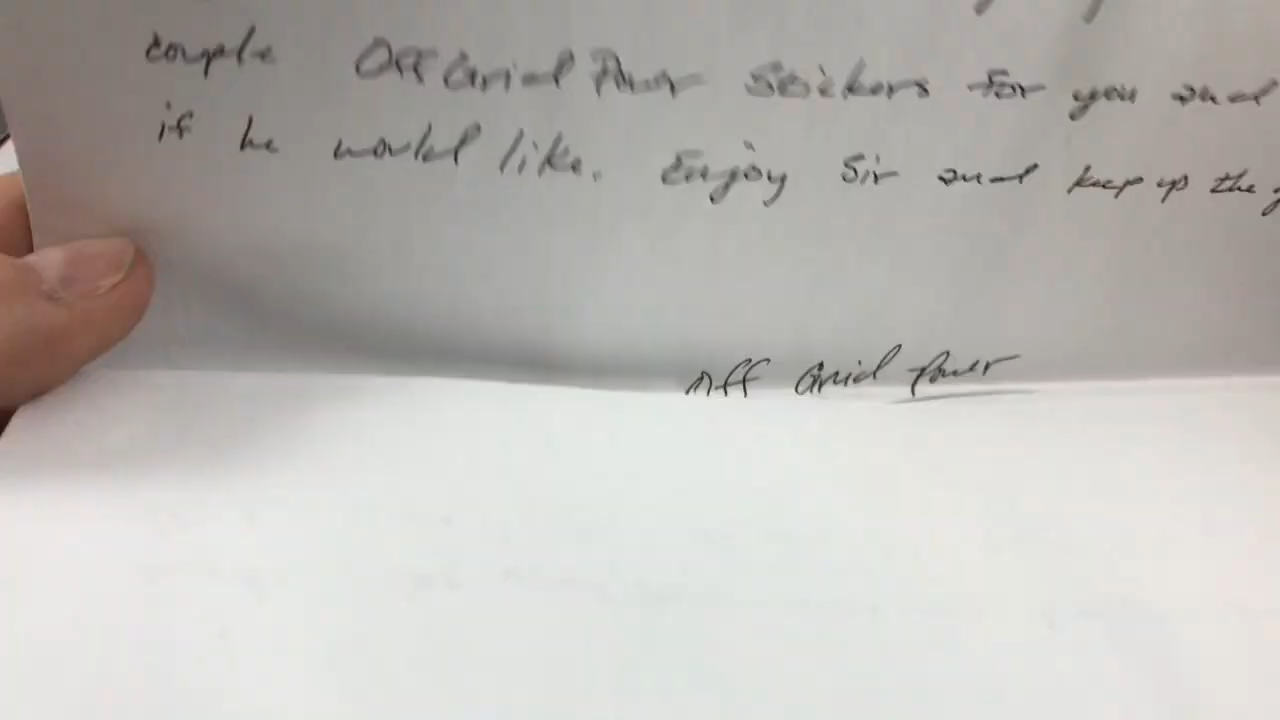 couple Off Grid Power Stickers for you and
if he would like. Enjoy Sir and keep up the
Off Grid Power